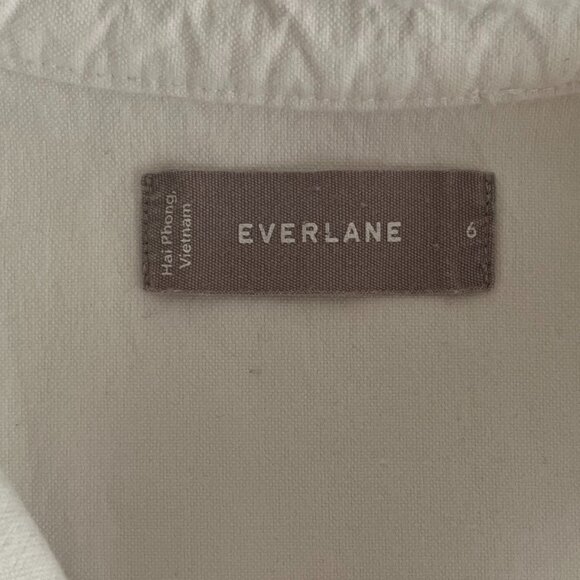 Hai Phong,
Vietnam
EVERLANE
6